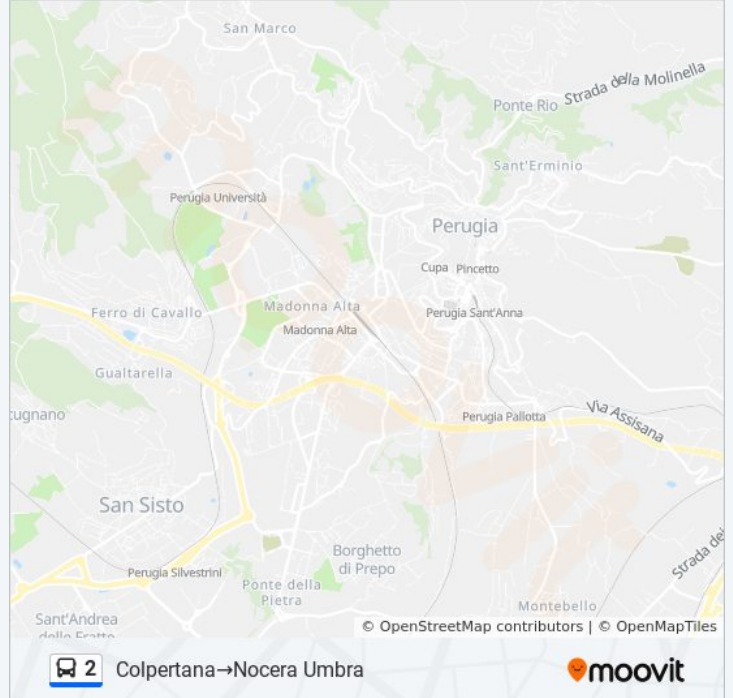 San Marco
Strada della Molinella
Ponte Rio
Sant'Erminio
Perugia Università
Perugia
Cupa
Pincetto
Ferro di Cavallo
Madonna Alta
Perugia Sant'Anna
Madonna Alta
Gualtarella
cugnano
Via Assisana
Perugia Pallotta
San Sisto
Strada dei
Borghetto
di Prepo
Perugia Silvestrini
Ponte della
Pietra
Montebello
Sant'Andrea
delle Fratte
© OpenStreetMap contributors | © OpenMapTiles
2 Colpertana→Nocera Umbra
moovit